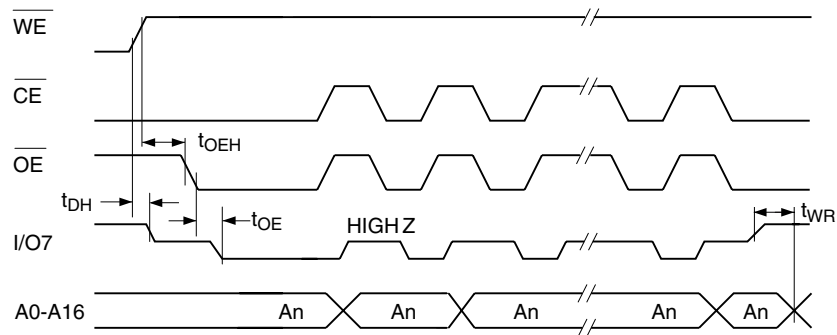 WE
CE
tOEH
OE
tDH
tOE
tWR
I/O7
HIGH Z
A0-A16 An An An An An